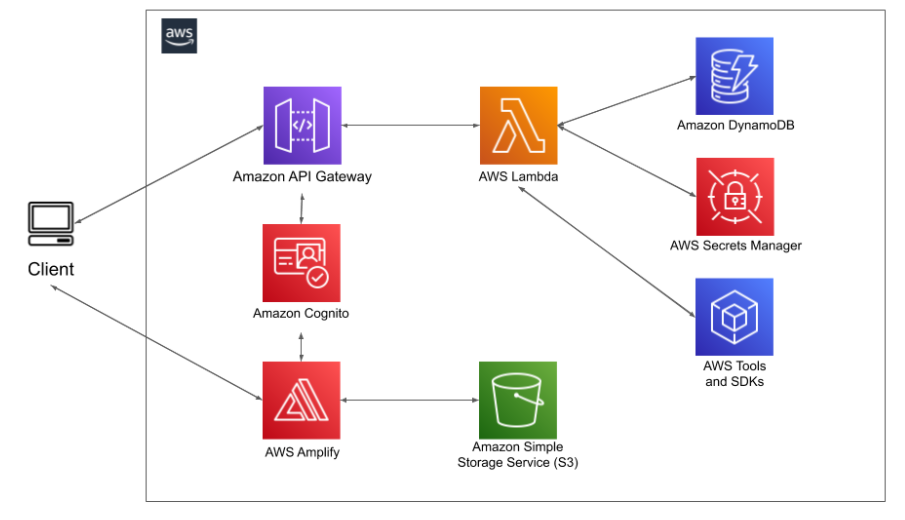 aws
Amazon DynamoDB
Amazon API Gateway
AWS Lambda
AWS Secrets Manager
Client
Amazon Cognito
AWS Tools
and SDKs
AWS Amplify
Amazon Simple
Storage Service (S3)